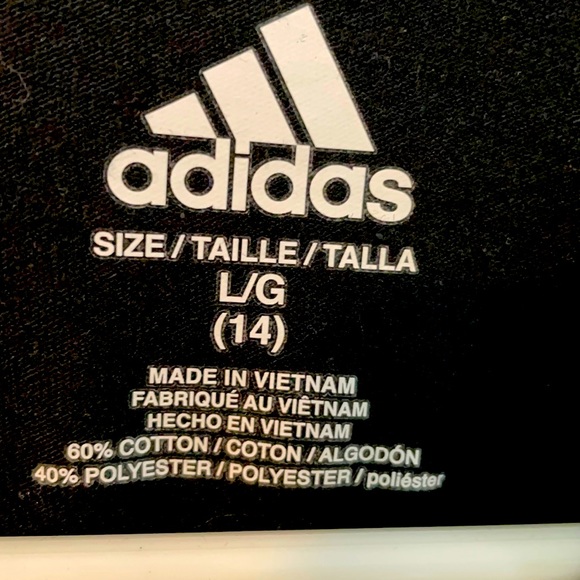 adidas
SIZE / TAILLE / TALLA
L/G
(14)
MADE IN VIETNAM
FABRIQUÉ AU VIÊTNAM
HECHO EN VIETNAM
60% COTTON / COTON / ALGODÓN
40% POLYESTER / POLYESTER / poliéster